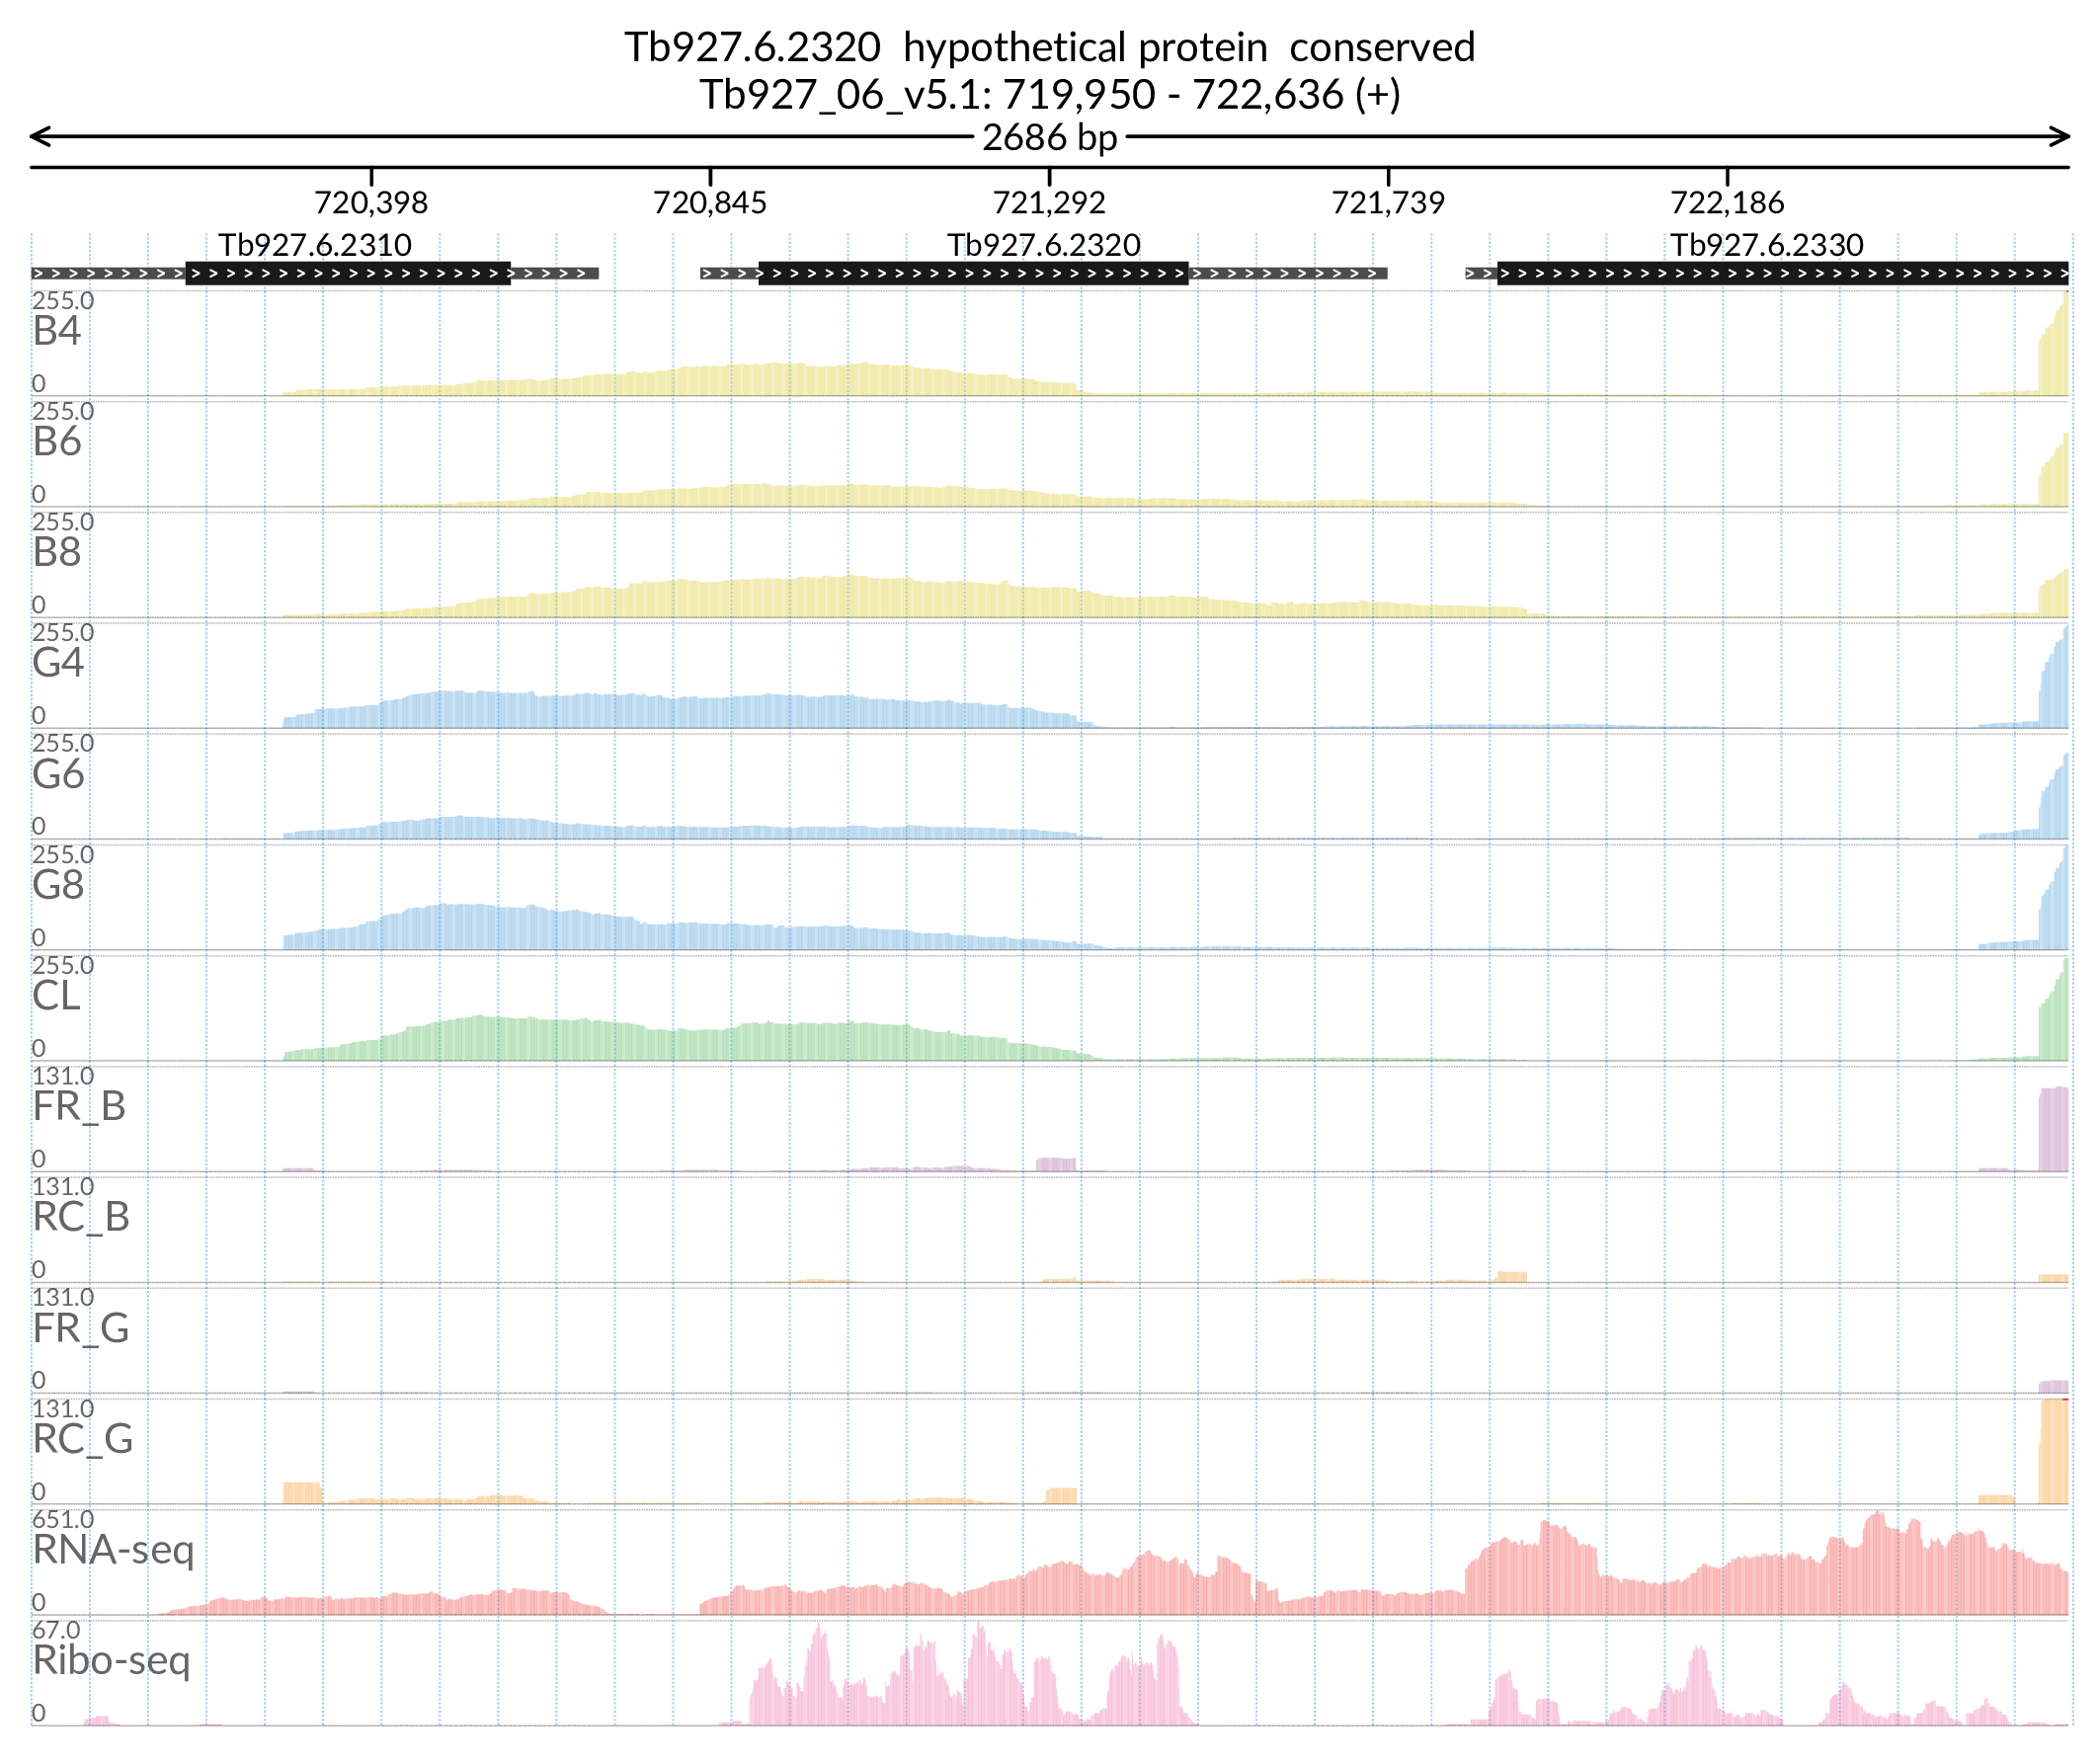 Tb927.6.2320  hypothetical protein  conserved
Tb927_06_v5.1: 719,950 - 722,636 (+)
2686 bp
720,398 720,845 721,292 721,739 722,186
Tb927.6.2310 Tb927.6.2320 Tb927.6.2330
255.0
B4
0
255.0
B6
0
255.0
B8
0
255.0
G4
0
255.0
G6
0
255.0
G8
0
255.0
CL
0
131.0
FR_B
0
131.0
RC_B
0
131.0
FR_G
0
131.0
RC_G
0
651.0
RNA-seq
0
67.0
Ribo-seq
0